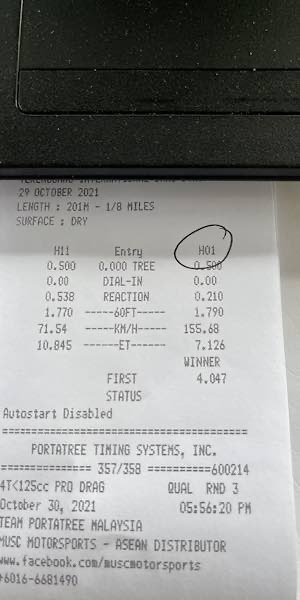 29 OCTOBER 2021
LENGTH : 201M - 1/8 MILES
SURFACE : DRY
H11 Entry H01
0.500 0.000 TREE 0.500
0.00 DIAL-IN 0.00
0.538 REACTION 0.210
1.770 -----60FT----- 1.790
71.54 -----KM/H----- 155.68
10.845 ------ET------ 7.126
WINNER
FIRST 4.047
STATUS
Autostart Disabled
======================================
PORTATREE TIMING SYSTEMS, INC.
============== 357/358 ==========600214
4T<125cc PRO DRAG QUAL RND 3
October 30, 2021 05:56:20 PM
TEAM PORTATREE MALAYSIA
MUSC MOTORSPORTS - ASEAN DISTRIBUTOR
www.facebook.com/muscmotorsports
+6016-6681490